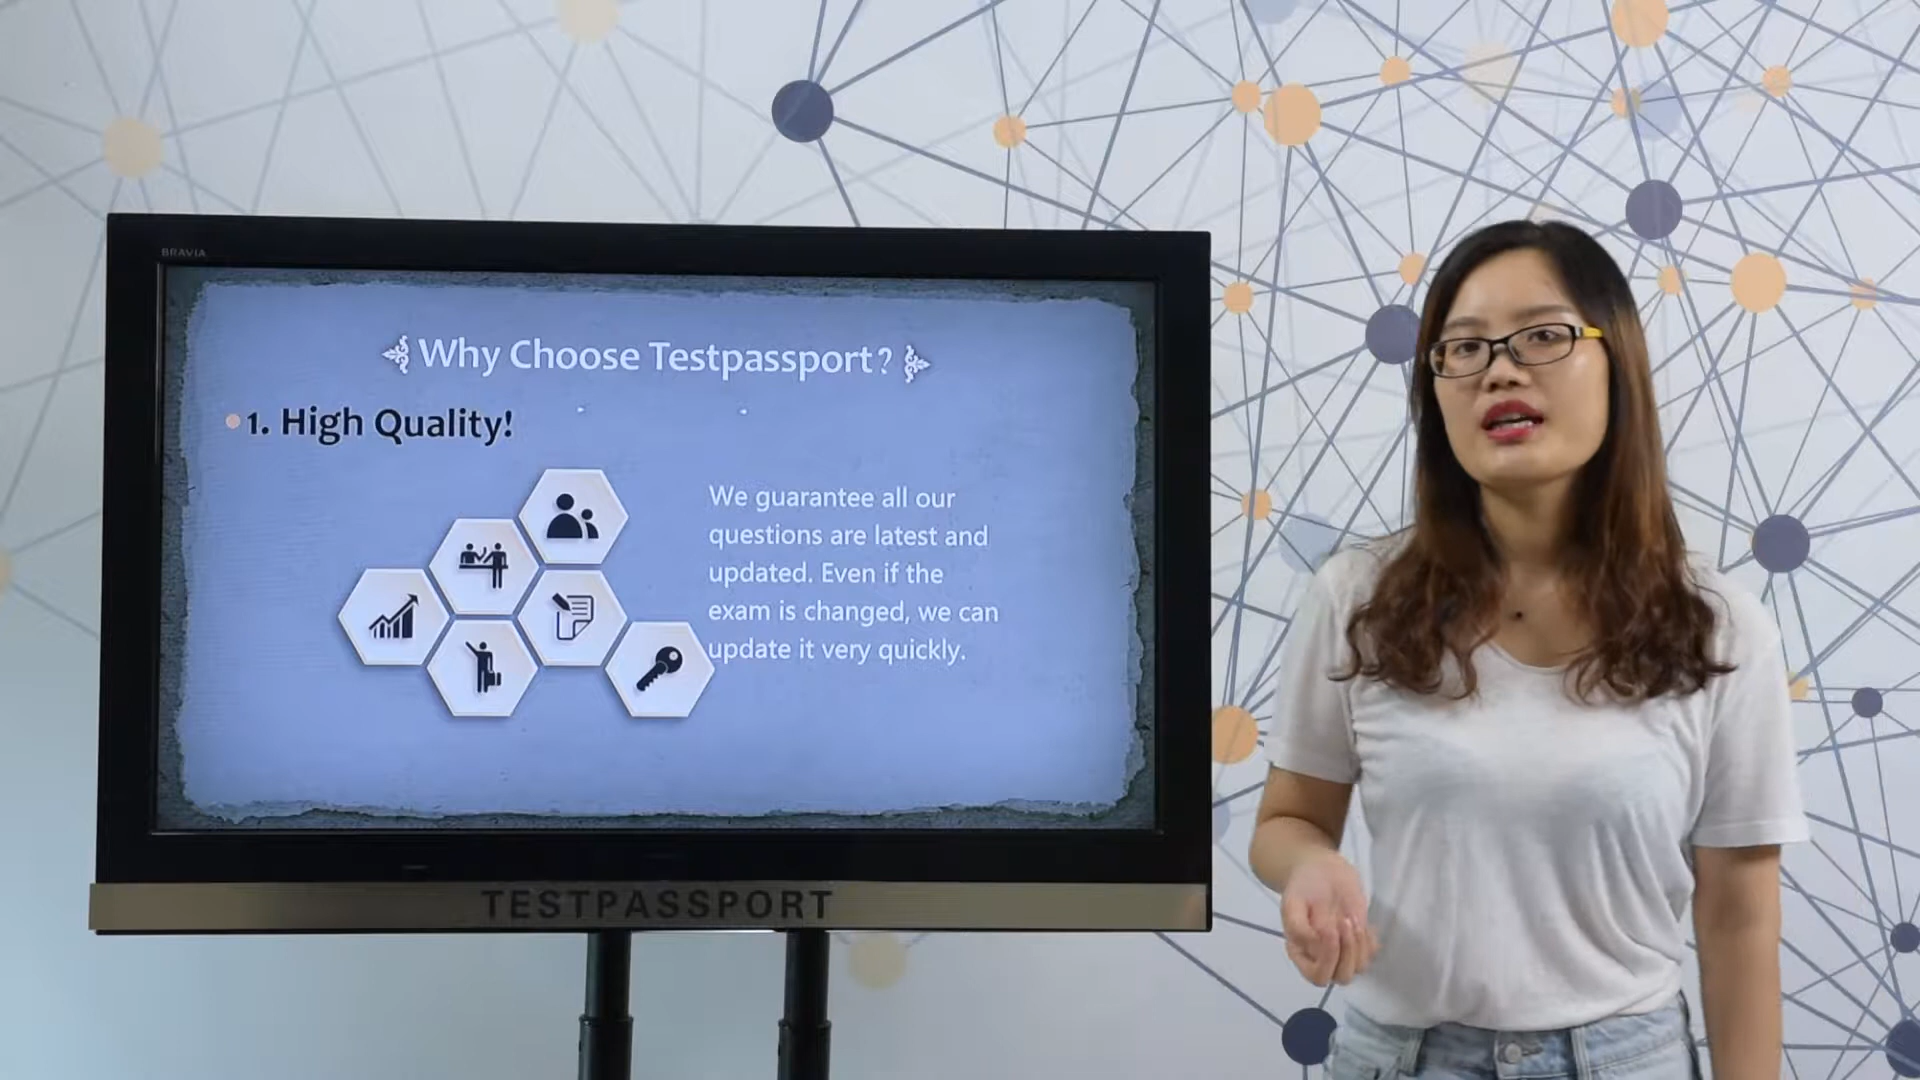 BRAVIA
Why Choose Testpassport?
1. High Quality!
We guarantee all our
questions are latest and
updated. Even if the
exam is changed, we can
update it very quickly.
TESTPASSPORT